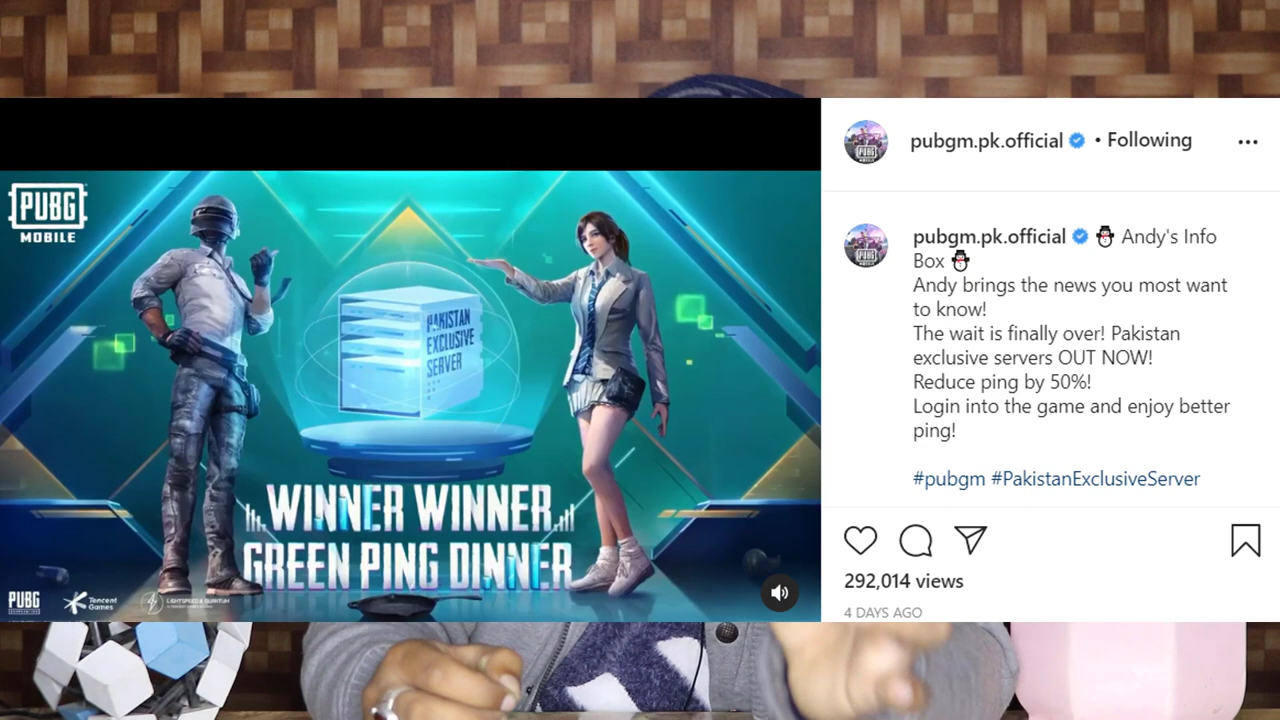 PUBG
MOBILE
PAKISTAN
EXCLUSIVE
SERVER
WINNER WINNER
GREEN PING DINNER
PUBG
Tencent
Games
LIGHTSPEED & QUANTUM
pubgm.pk.official • Following
pubgm.pk.official ⛄ Andy's Info
Box ⛄
Andy brings the news you most want
to know!
The wait is finally over! Pakistan
exclusive servers OUT NOW!
Reduce ping by 50%!
Login into the game and enjoy better
ping!
#pubgm #PakistanExclusiveServer
292,014 views
4 DAYS AGO